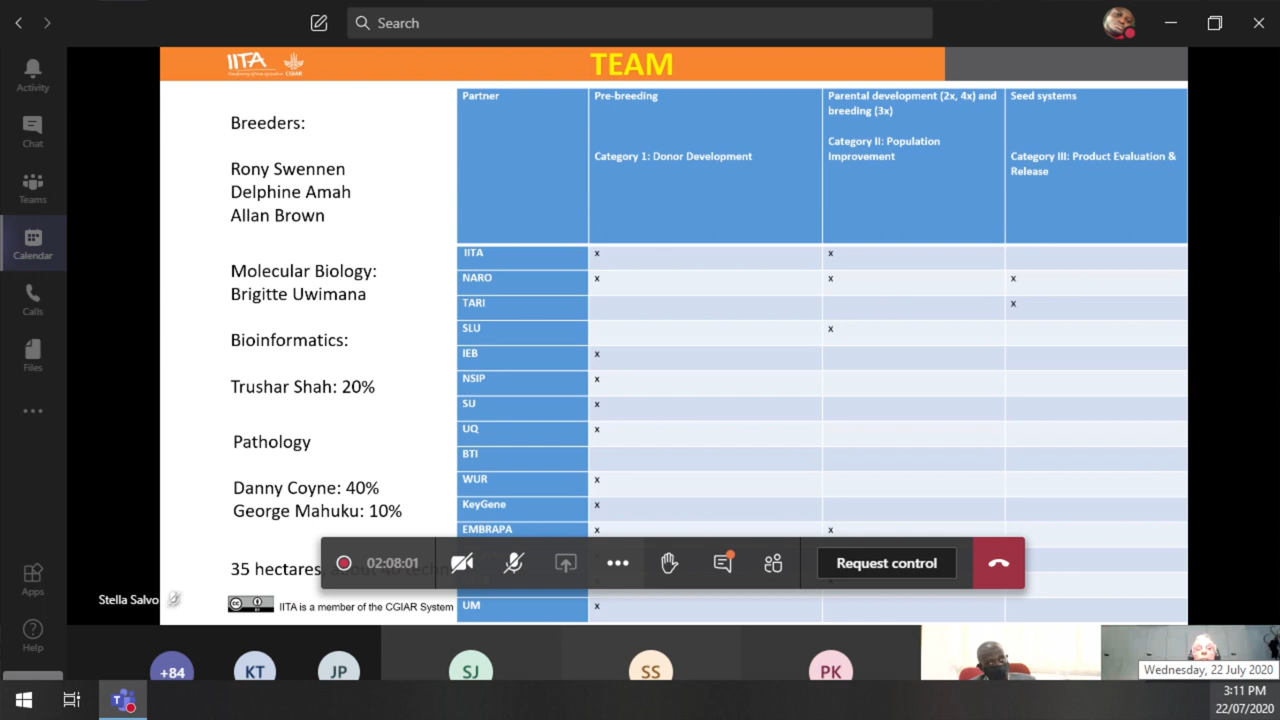 Search
Activity
Chat
Teams
Calendar
Calls
Files
Apps
Help
IITA
CGIAR
TEAM
Breeders:
Rony Swennen
Delphine Amah
Allan Brown
Molecular Biology:
Brigitte Uwimana
Bioinformatics:
Trushar Shah: 20%
Pathology
Danny Coyne: 40%
George Mahuku: 10%
35 hectares,
IITA is a member of the CGIAR System
Partner
Pre-breeding
Category 1: Donor Development
Parental development (2x, 4x) and
breeding (3x)
Category II: Population
Improvement
Seed systems
Category III: Product Evaluation &
Release
IITA x x
NARO x x x
TARI x
SLU x
IEB x
NSIP x
SU x
UQ x
BTI
WUR x
KeyGene x
EMBRAPA x x
UM x
02:08:01
Request control
Stella Salvo
+84
KT
JP
SJ
SS
PK
Wednesday, 22 July 2020
3:11 PM
22/07/2020